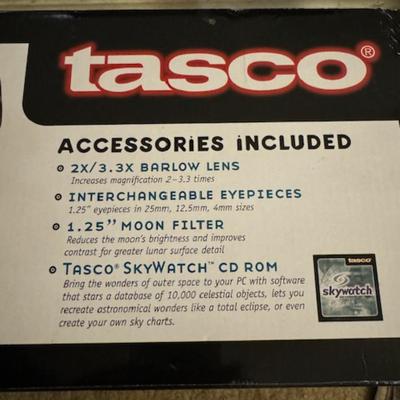 tasco®
ACCESSORIES INCLUDED
2X/3.3X BARLOW LENS
Increases magnification 2–3.3 times
INTERCHANGEABLE EYEPIECES
1.25" eyepieces in 25mm, 12.5mm, 4mm sizes
1.25" MOON FILTER
Reduces the moon's brightness and improves
contrast for greater lunar surface detail
TASCO® SKYWATCH™ CD ROM
Bring the wonders of outer space to your PC with software
that stars a database of 10,000 celestial objects, lets you
recreate astronomical wonders like a total eclipse, or even
create your own sky charts.
tasco
skywatch